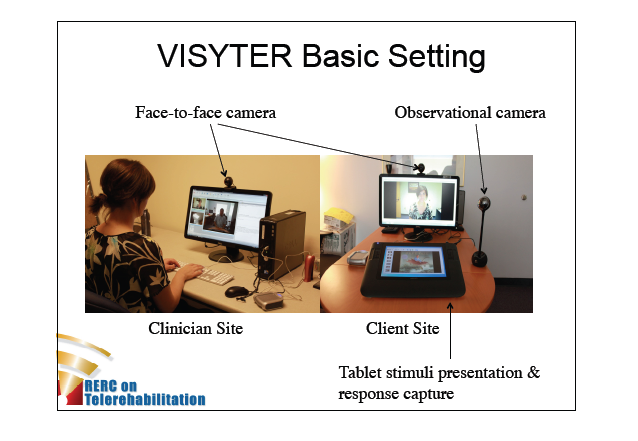 VISYTER Basic Setting
Face-to-face camera
Observational camera
Clinician Site
Client Site
Tablet stimuli presentation &
response capture
RERC on
Telerehabilitation